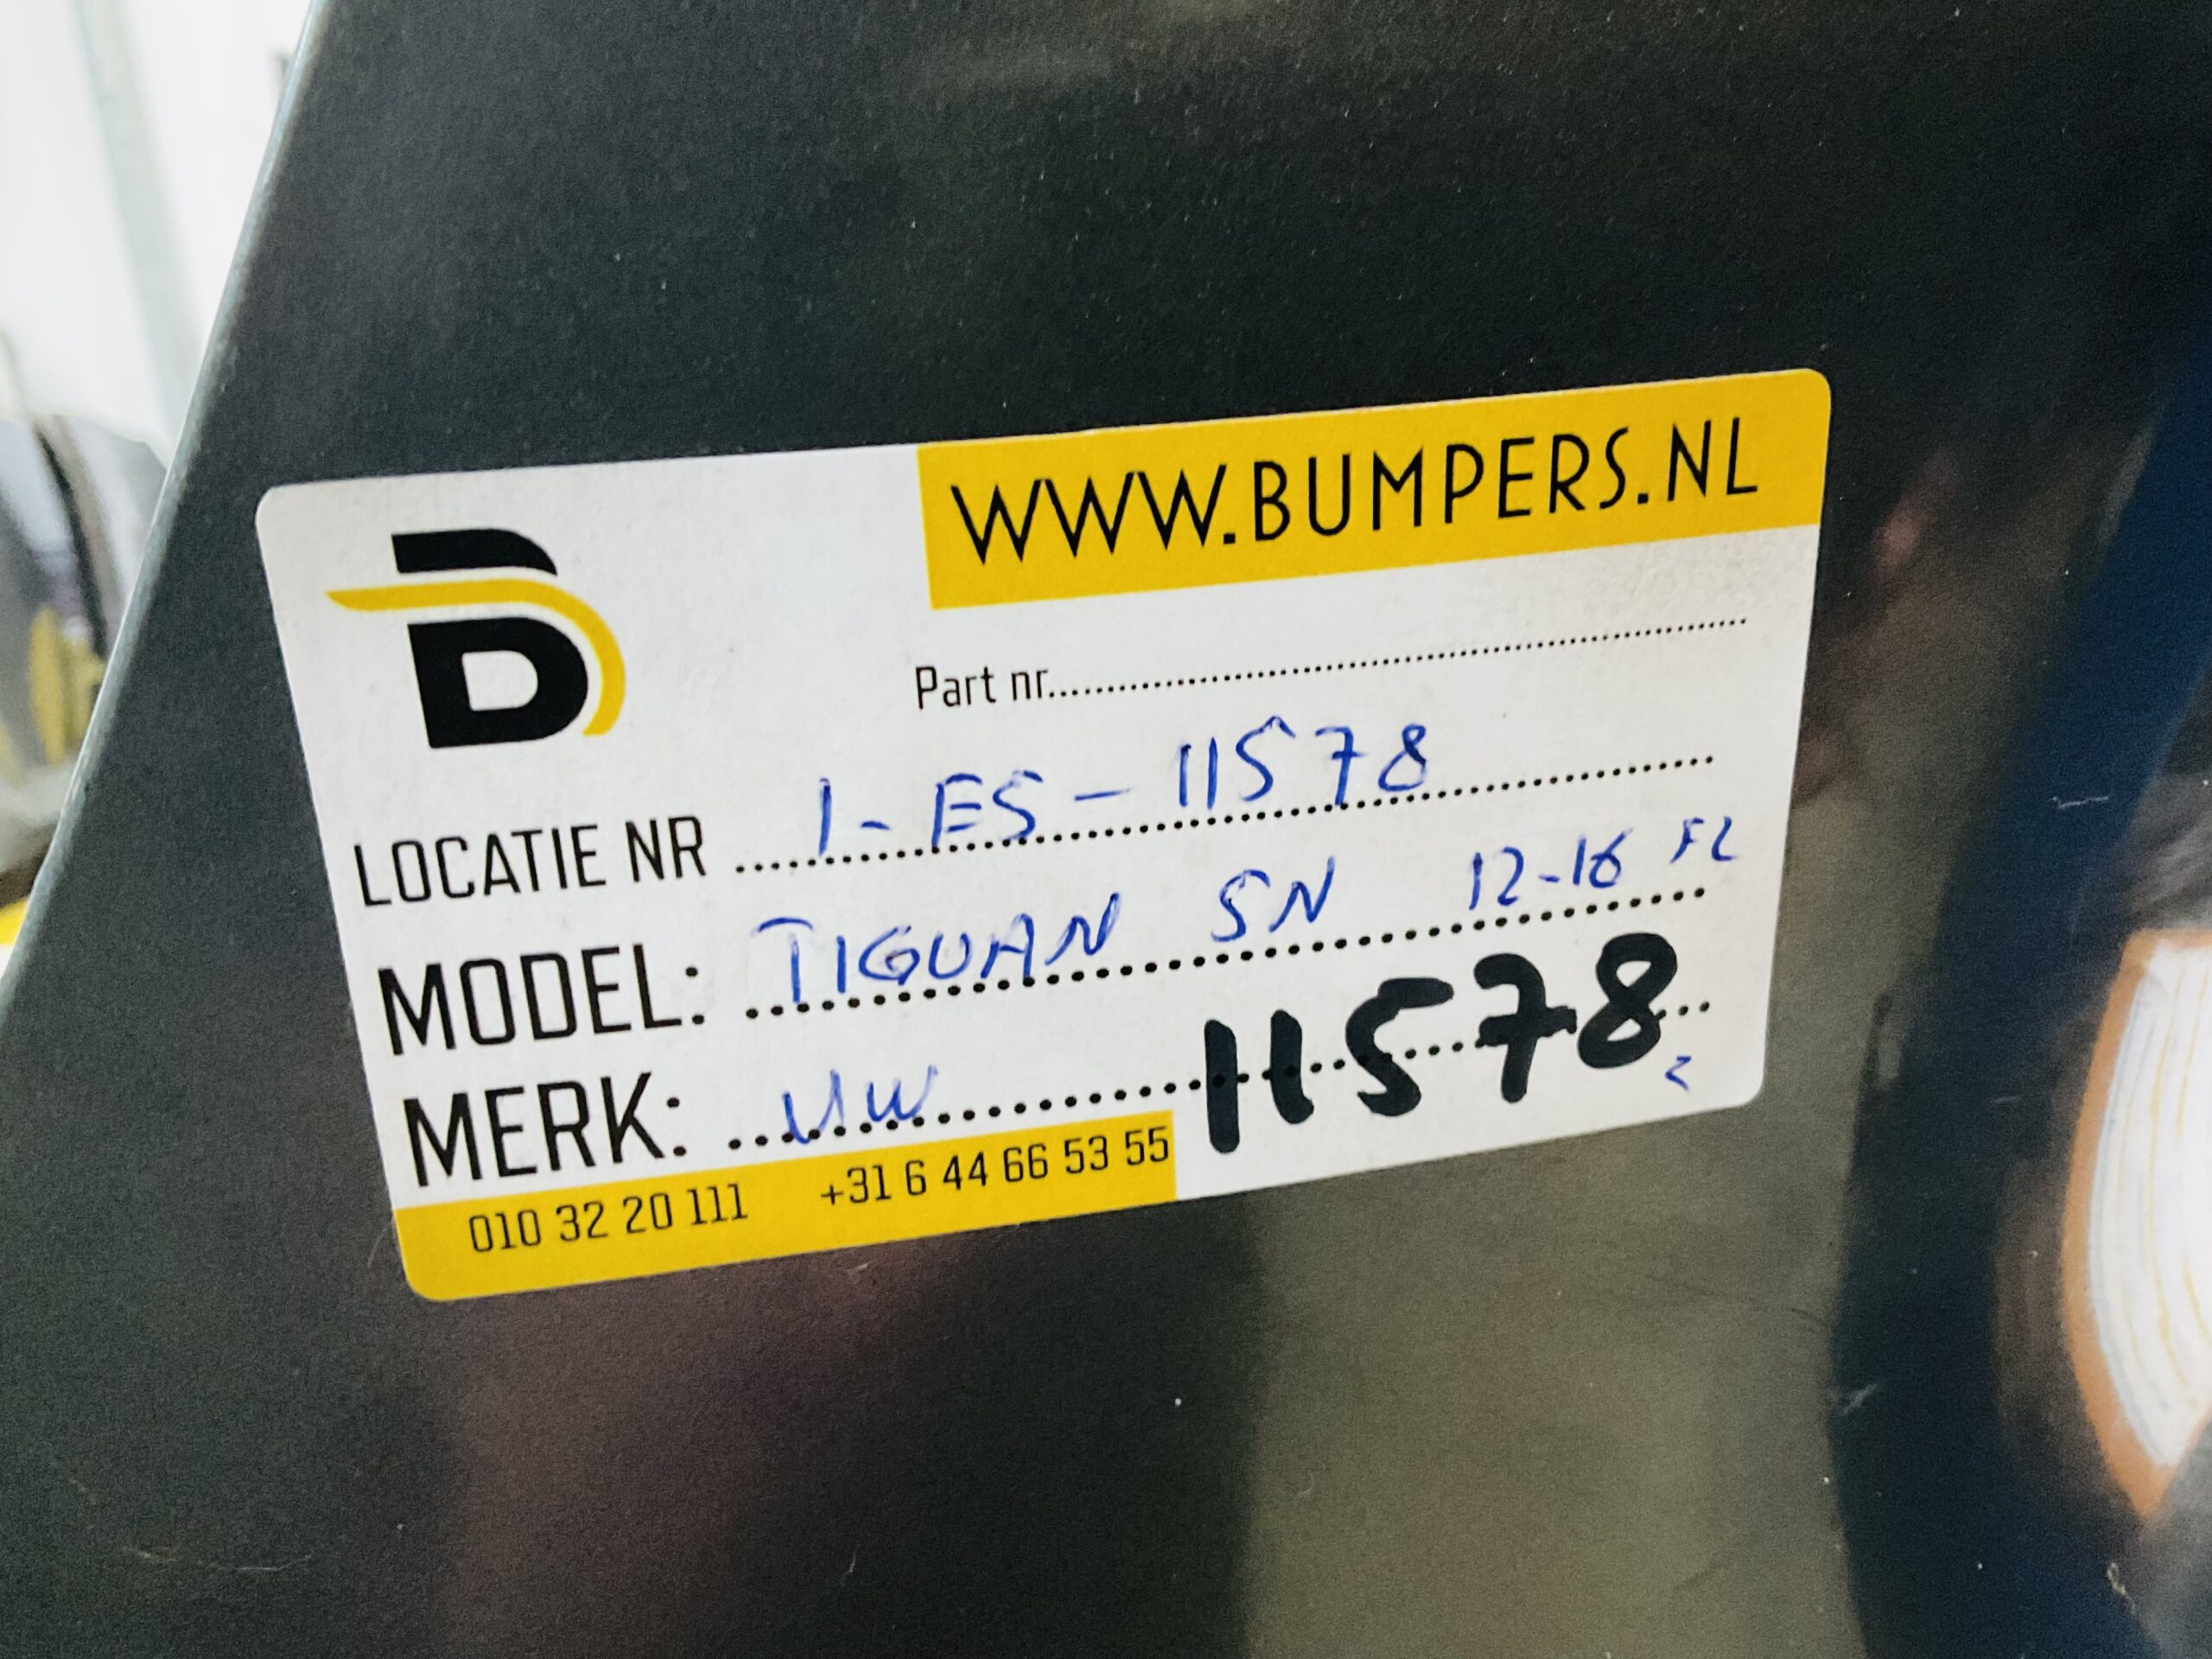 WWW.BUMPERS.NL
B
Part nr.
LOCATIE NR 1-ES-11578
MODEL: TIGUAN SN 12-16 FL
MERK: VW 11578
2
010 32 20 111 +31 6 44 66 53 55